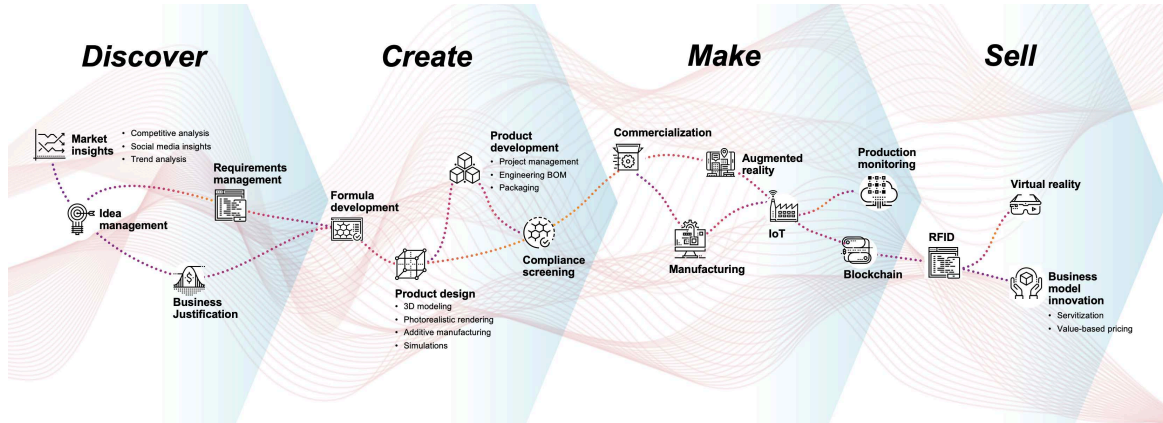 Discover
Create
Make
Sell
Market
insights
• Competitive analysis
• Social media insights
• Trend analysis
Idea
management
Requirements
management
Business
Justification
Formula
development
Product design
• 3D modeling
• Photorealistic rendering
• Additive manufacturing
• Simulations
Product
development
• Project management
• Engineering BOM
• Packaging
Compliance
screening
Commercialization
Manufacturing
Augmented
reality
IoT
Production
monitoring
Blockchain
RFID
Virtual reality
Business
model
innovation
• Servitization
• Value-based pricing